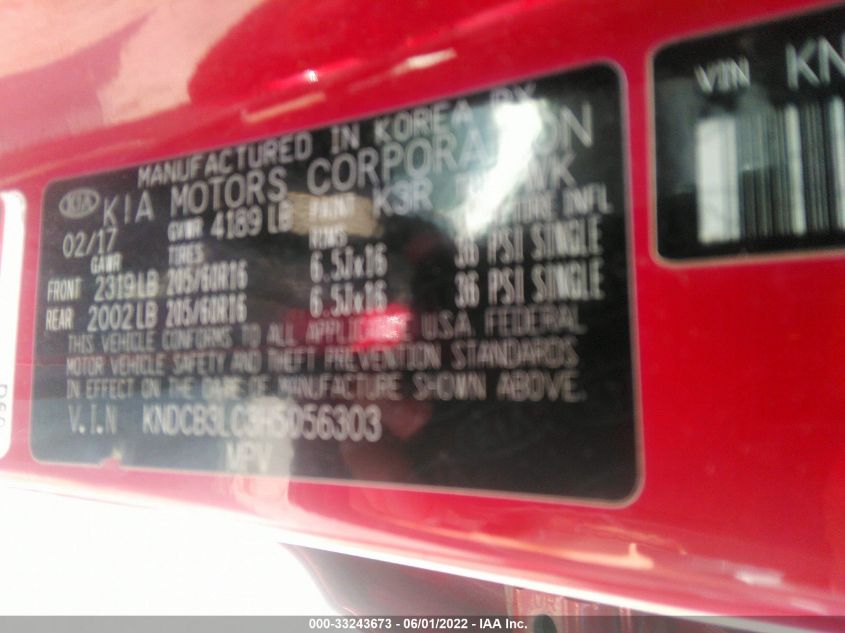 MANUFACTURED IN KOREA BY
KIA KIA MOTORS CORPORATION
02/17 GVWR 4189 LB PAINT K3R
GAWR TIRES RIMS
FRONT 2319LB 205/60R16 6.5Jx16 36 PSI SINGLE
REAR 2002LB 205/60R16 6.5Jx16 36 PSI SINGLE
THIS VEHICLE CONFORMS TO ALL APPLICABLE U.S.A. FEDERAL
MOTOR VEHICLE SAFETY AND THEFT PREVENTION STANDARDS
IN EFFECT ON THE DATE OF MANUFACTURE SHOWN ABOVE.
V.I.N KNDCB3LC3H5056303
MPV
VIN KN
000-33243673 - 06/01/2022 - IAA Inc.